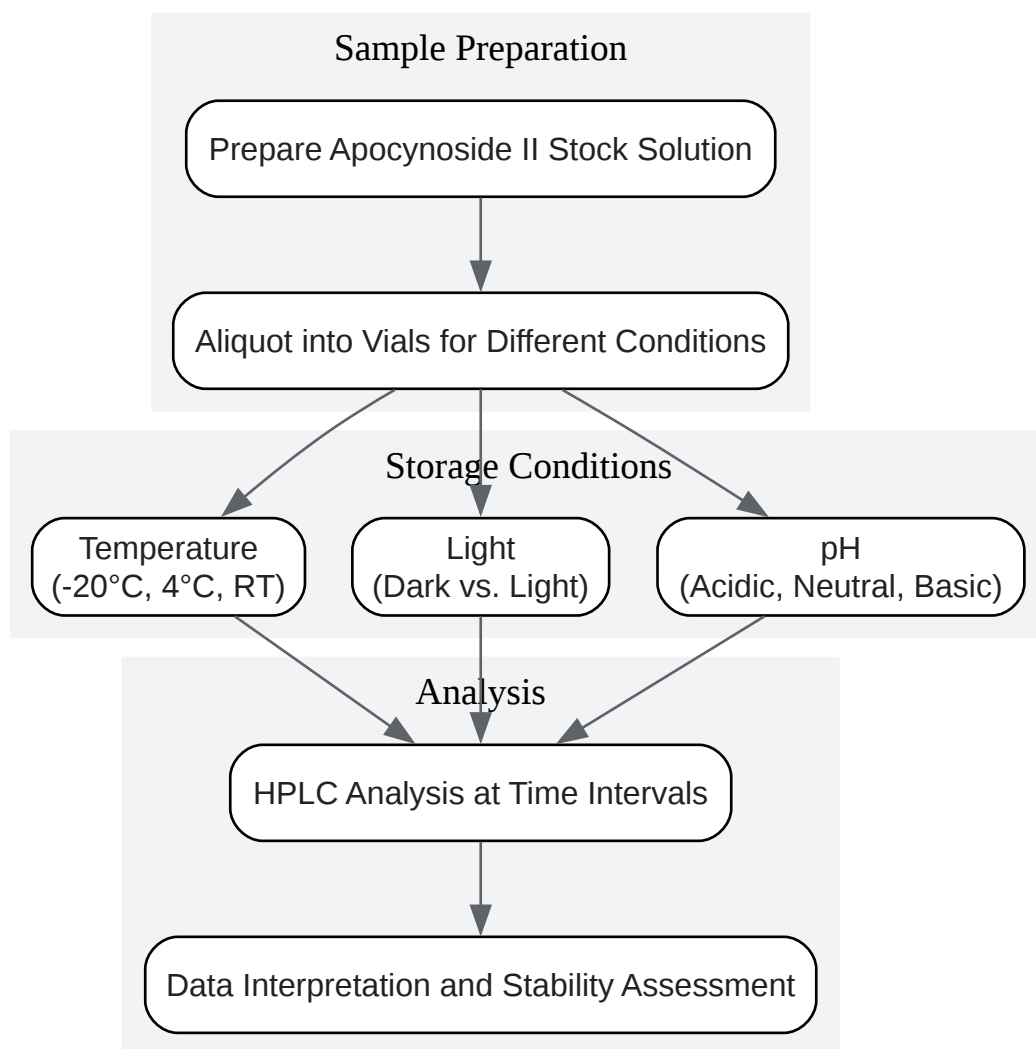 Sample Preparation
Prepare Apocynoside II Stock Solution
Aliquot into Vials for Different Conditions
Storage Conditions
Temperature
(-20°C, 4°C, RT)
Light
(Dark vs. Light)
pH
(Acidic, Neutral, Basic)
Analysis
HPLC Analysis at Time Intervals
Data Interpretation and Stability Assessment